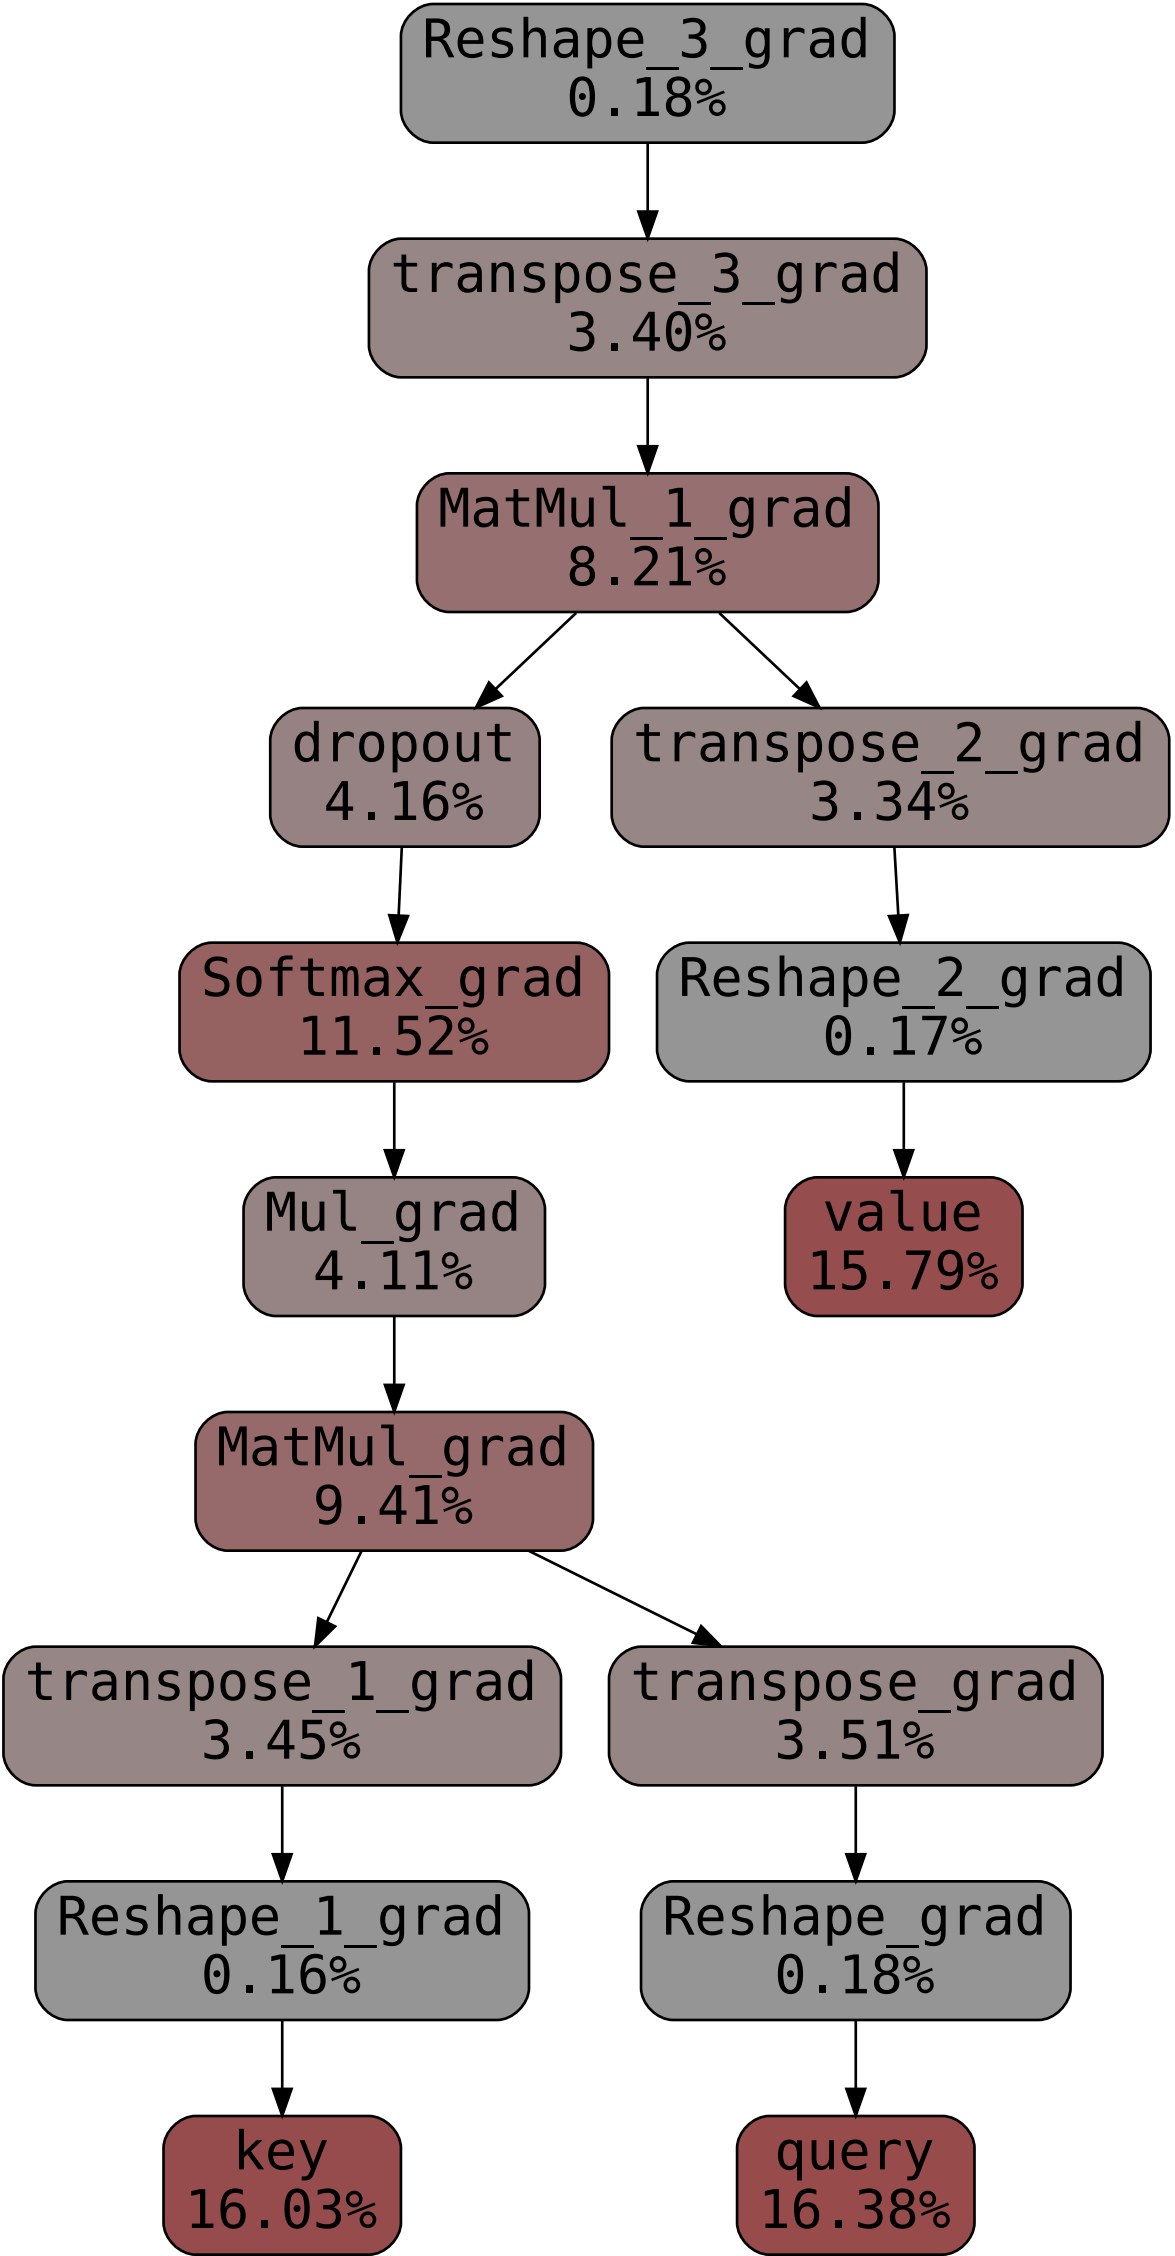 Reshape_3_grad
0.18%
transpose_3_grad
3.40%
MatMul_1_grad
8.21%
dropout
4.16%
transpose_2_grad
3.34%
Softmax_grad
11.52%
Reshape_2_grad
0.17%
Mul_grad
4.11%
value
15.79%
MatMul_grad
9.41%
transpose_1_grad
3.45%
transpose_grad
3.51%
Reshape_1_grad
0.16%
Reshape_grad
0.18%
key
16.03%
query
16.38%